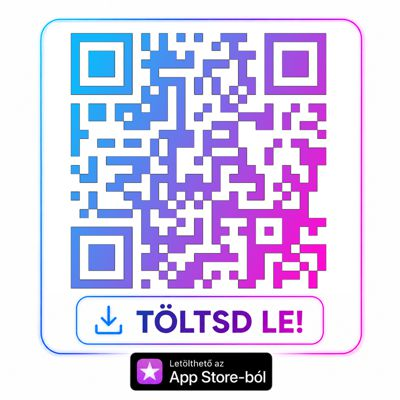 TÖLTSD LE!
Letölthető az
App Store-ból